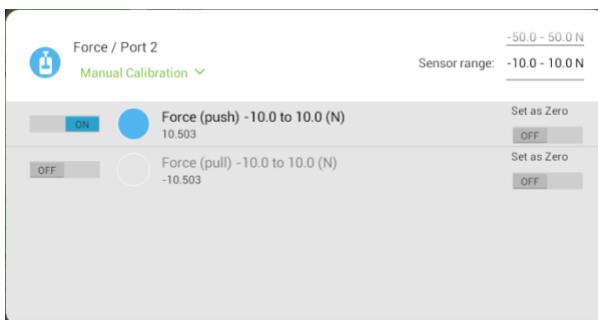 Force / Port 2
Manual Calibration
-50.0 - 50.0 N
Sensor range: -10.0 - 10.0 N
ON
Force (push) -10.0 to 10.0 (N)
10.503
Set as Zero
OFF
OFF
Force (pull) -10.0 to 10.0 (N)
-10.503
Set as Zero
OFF